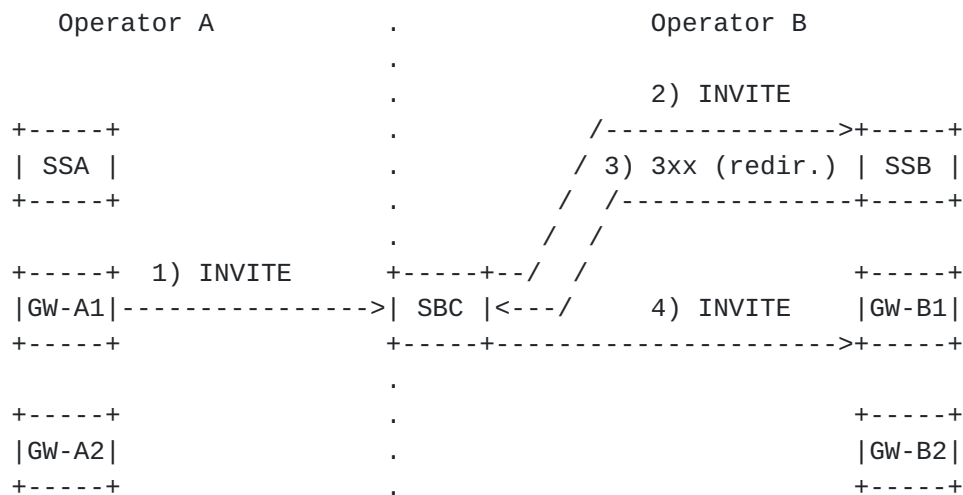 Operator A . Operator B
.
. 2) INVITE
+-----+ . /--------------->+-----+
| SSA | . / 3) 3xx (redir.) | SSB |
+-----+ . / /---------------+-----+
. / /
+-----+ 1) INVITE +-----+--/ / +-----+
|GW-A1|---------------->| SBC |<---/ 4) INVITE |GW-B1|
+-----+ +-----+---------------------->+-----+
.
+-----+ . +-----+
|GW-A2| . |GW-B2|
+-----+ . +-----+